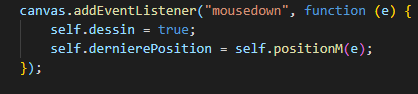 canvas.addEventListener("mousedown", function (e) {
    self.dessin = true;
    self.dernierePosition = self.positionM(e);
});